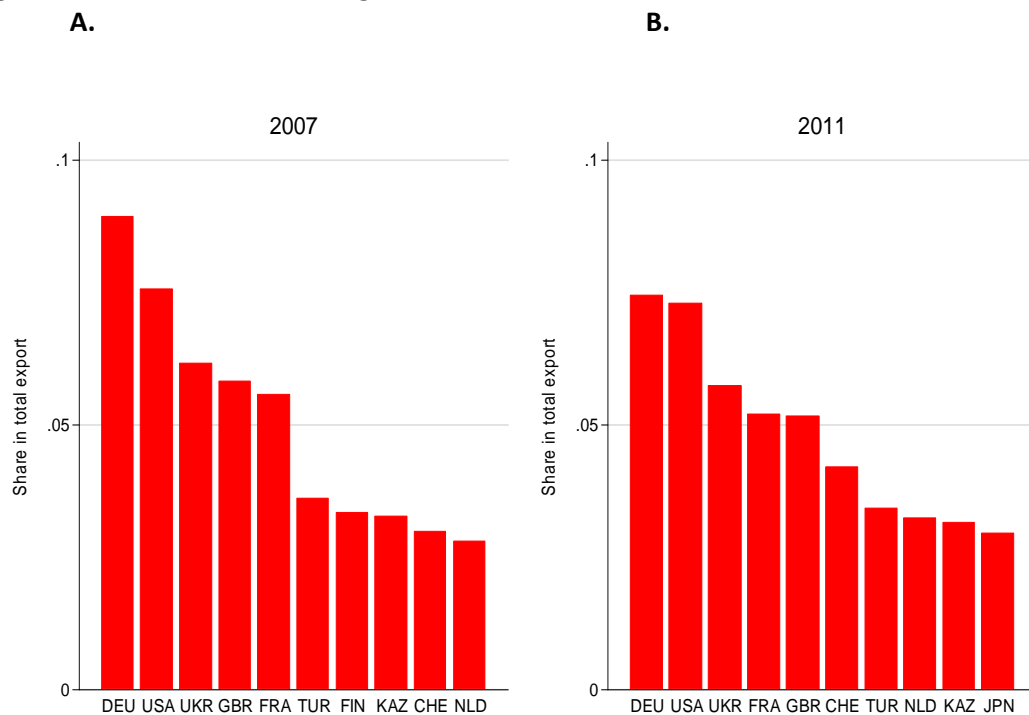 A.
B.
2007
.1
.05
0
Share in total export
DEU USA UKR GBR FRA TUR FIN KAZ CHE NLD
2011
.1
.05
0
Share in total export
DEU USA UKR FRA GBR CHE TUR NLD KAZ JPN